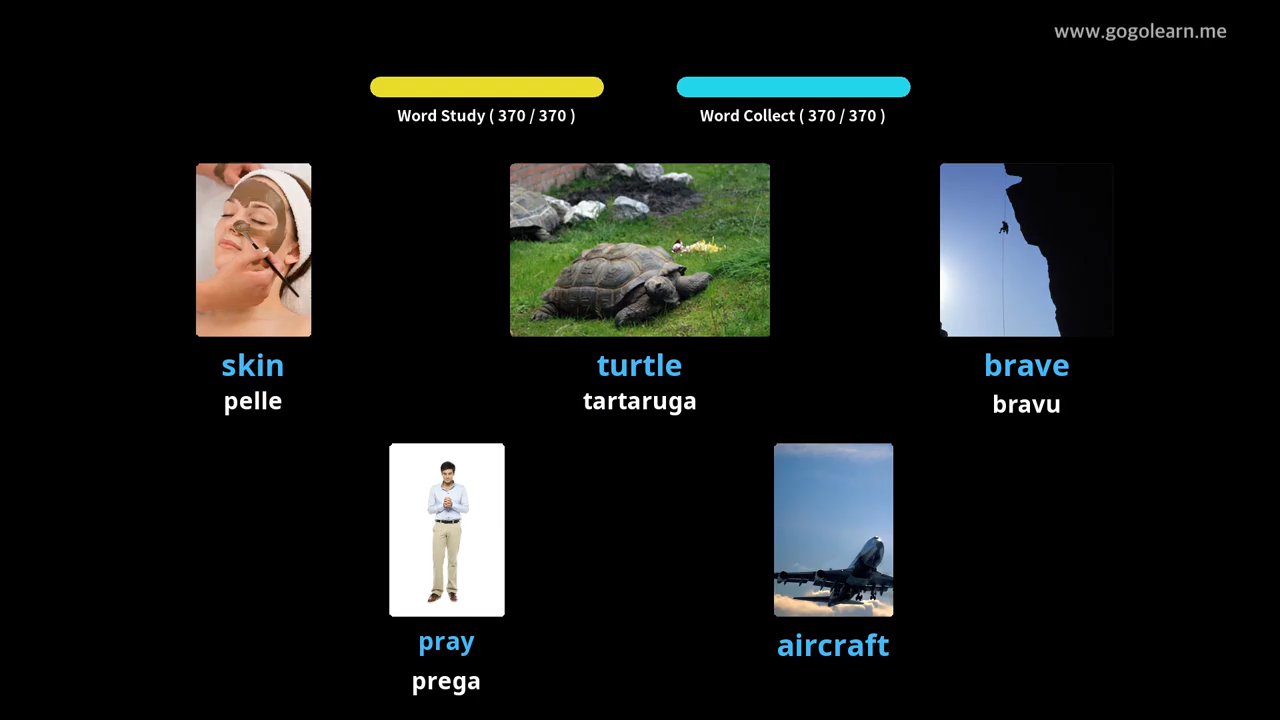 www.gogolearn.me
Word Study ( 370 / 370 )
Word Collect ( 370 / 370 )
skin
pelle
turtle
tartaruga
brave
bravu
pray
prega
aircraft